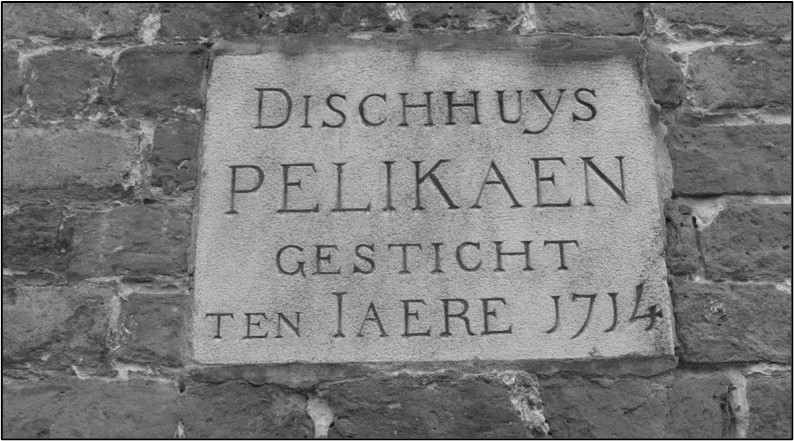 DISCHHUYS
PELIKAEN
GESTICHT
TEN IAERE 1714